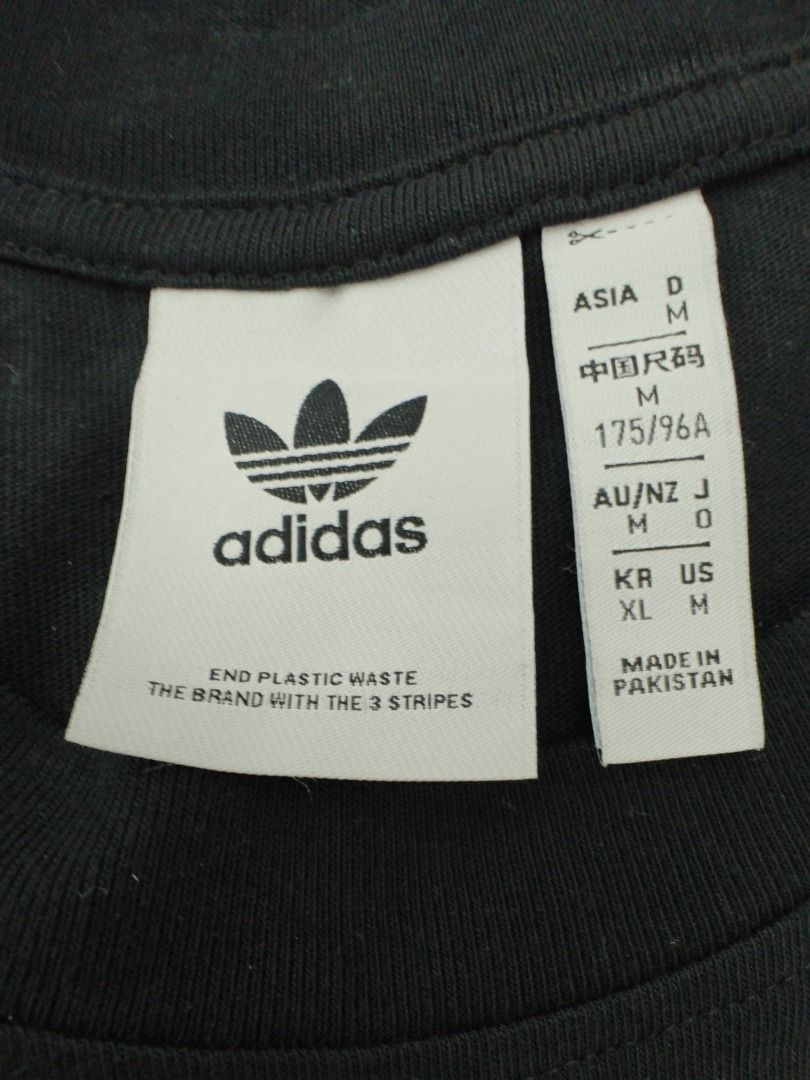 adidas
END PLASTIC WASTE
THE BRAND WITH THE 3 STRIPES
ASIA D
M
中国尺码
M
175/96A
AU/NZ J
M O
KR US
XL M
MADE IN
PAKISTAN